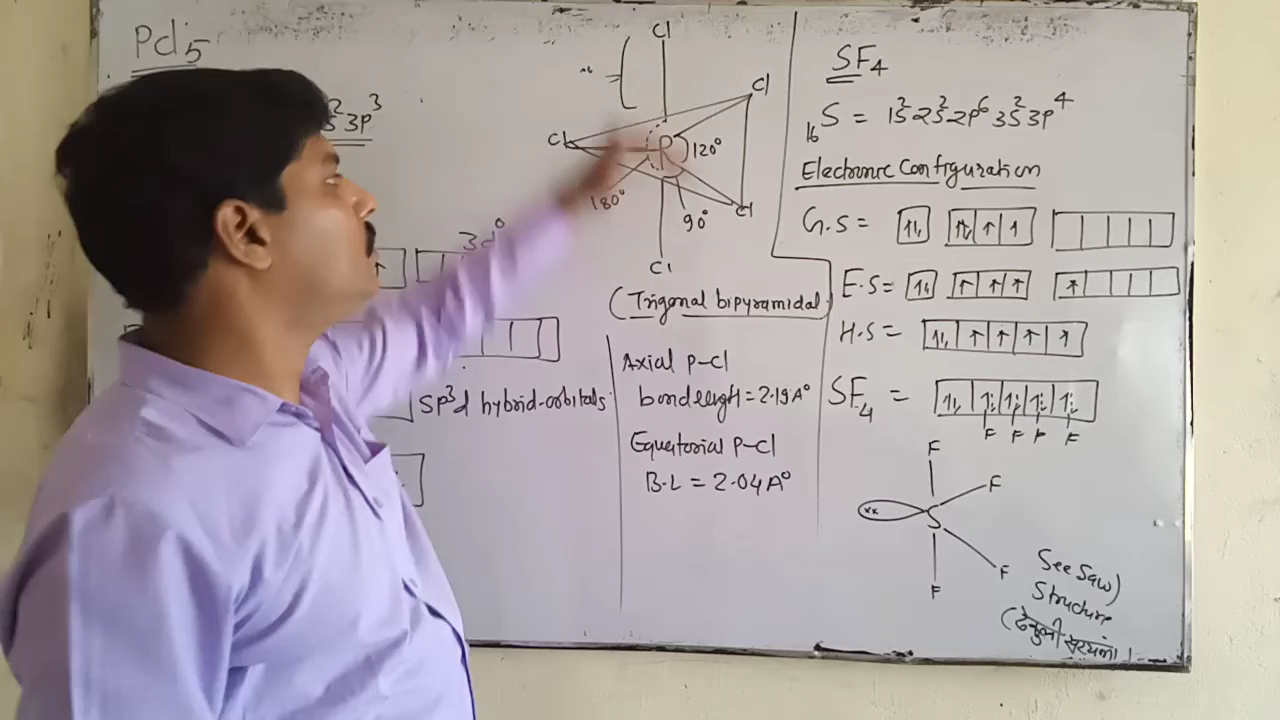 PCl5
3S² 3P³
3d⁰
SP³d hybrid-orbitals
Cl
Cl
Cl
P
120°
180°
90°
Cl
Cl
(Trigonal bipyramidal)
Axial P-Cl
bond length = 2.19 A°
Equatorial P-Cl
B.L = 2.04 A°
SF4
16S = 1S² 2S² 2P⁶ 3S² 3P⁴
Electronic Configuration
G.S =
E.S =
H.S =
SF4 =
F F F F
F
F
xx
S
F
F
See Saw)
Structure